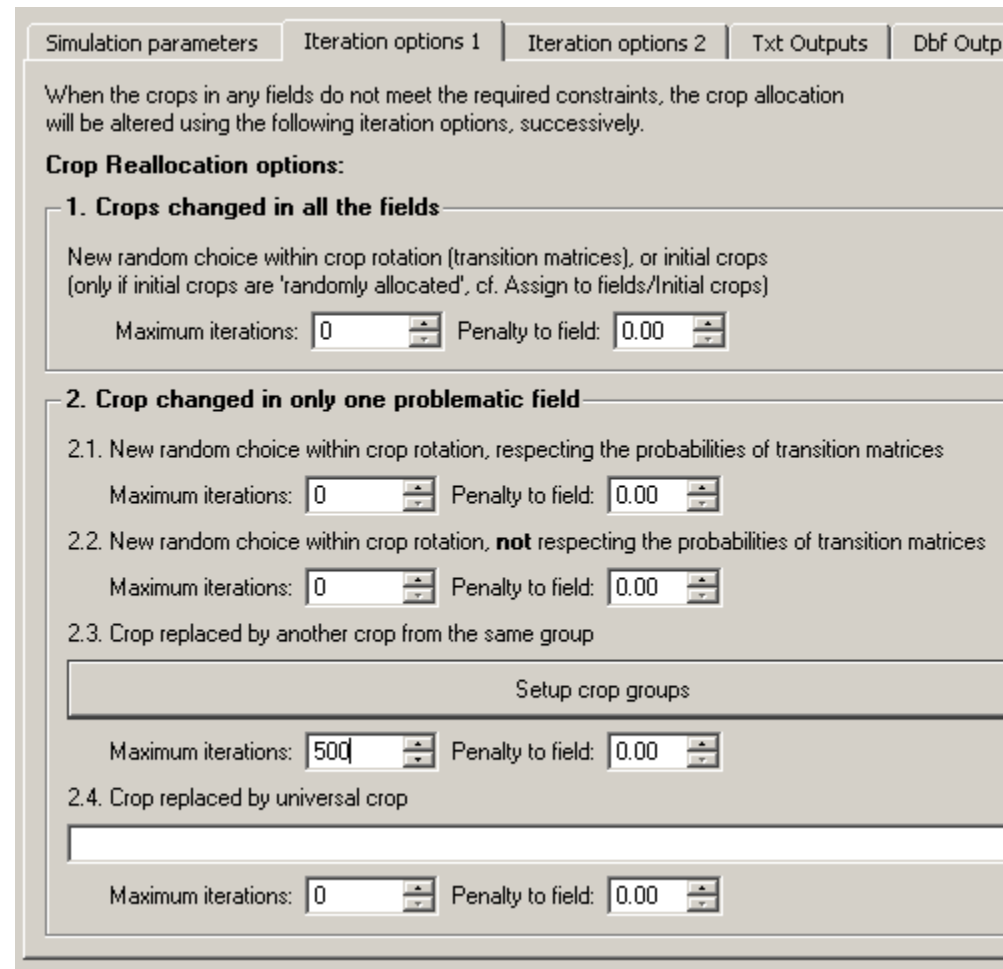 Simulation parameters Iteration options 1 Iteration options 2 Txt Outputs Dbf Outp
When the crops in any fields do not meet the required constraints, the crop allocation
will be altered using the following iteration options, successively.
Crop Reallocation options:
1. Crops changed in all the fields
New random choice within crop rotation (transition matrices), or initial crops
(only if initial crops are 'randomly allocated', cf. Assign to fields/Initial crops)
Maximum iterations: 0 Penalty to field: 0.00
2. Crop changed in only one problematic field
2.1. New random choice within crop rotation, respecting the probabilities of transition matrices
Maximum iterations: 0 Penalty to field: 0.00
2.2. New random choice within crop rotation, not respecting the probabilities of transition matrices
Maximum iterations: 0 Penalty to field: 0.00
2.3. Crop replaced by another crop from the same group
Setup crop groups
Maximum iterations: 500 Penalty to field: 0.00
2.4. Crop replaced by universal crop
Maximum iterations: 0 Penalty to field: 0.00